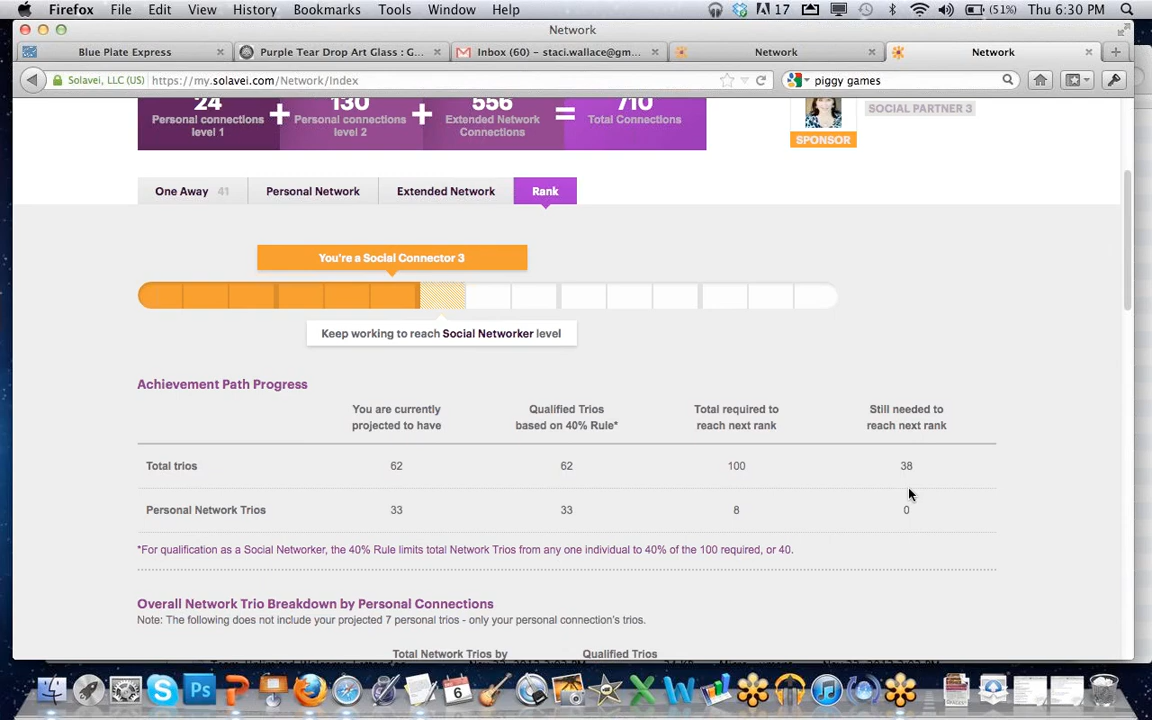 Firefox File Edit View History Bookmarks Tools Window Help 17 (51%) Thu 6:30 PM
Network
Blue Plate Express Purple Tear Drop Art Glass : G... Inbox (60) – staci.wallace@gm... Network Network
Solavei, LLC (US) https://my.solavei.com/Network/Index piggy games
24 + 130 + 556 = 710
Personal connections level 1 Personal connections level 2 Extended Network Connections Total Connections
SOCIAL PARTNER 3
SPONSOR
One Away 41 Personal Network Extended Network Rank
You're a Social Connector 3
Keep working to reach Social Networker level
Achievement Path Progress
You are currently projected to have Qualified Trios based on 40% Rule* Total required to reach next rank Still needed to reach next rank
Total trios 62 62 100 38
Personal Network Trios 33 33 8 0
*For qualification as a Social Networker, the 40% Rule limits total Network Trios from any one individual to 40% of the 100 required, or 40.
Overall Network Trio Breakdown by Personal Connections
Note: The following does not include your projected 7 personal trios - only your personal connection's trios.
Total Network Trios by Qualified Trios
6